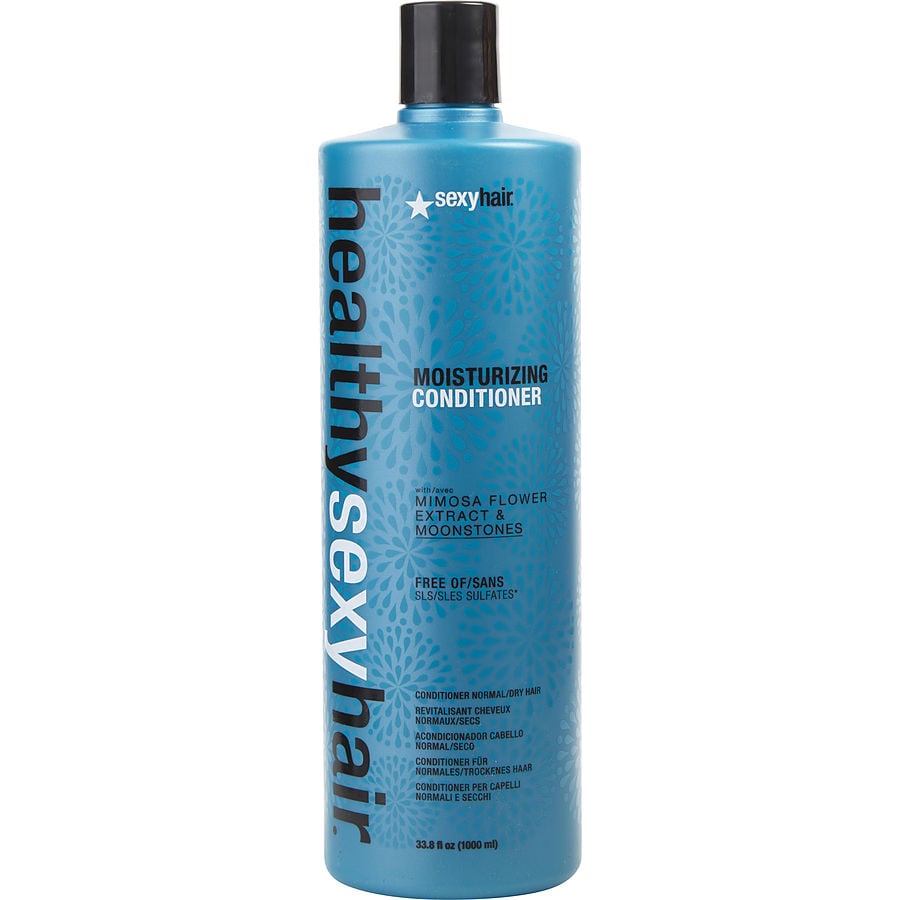 sexyhair.
healthysexyhair.
MOISTURIZING
CONDITIONER
with/avec
MIMOSA FLOWER
EXTRACT &
MOONSTONES
FREE OF/SANS
SLS/SLES SULFATES*
CONDITIONER NORMAL/DRY HAIR
REVITALISANT CHEVEUX
NORMAUX/SECS
ACONDICIONADOR CABELLO
NORMAL/SECO
CONDITIONER FÜR
NORMALES/TROCKENES HAAR
CONDITIONER PER CAPELLI
NORMALI E SECCHI
33.8 fl oz (1000 ml)